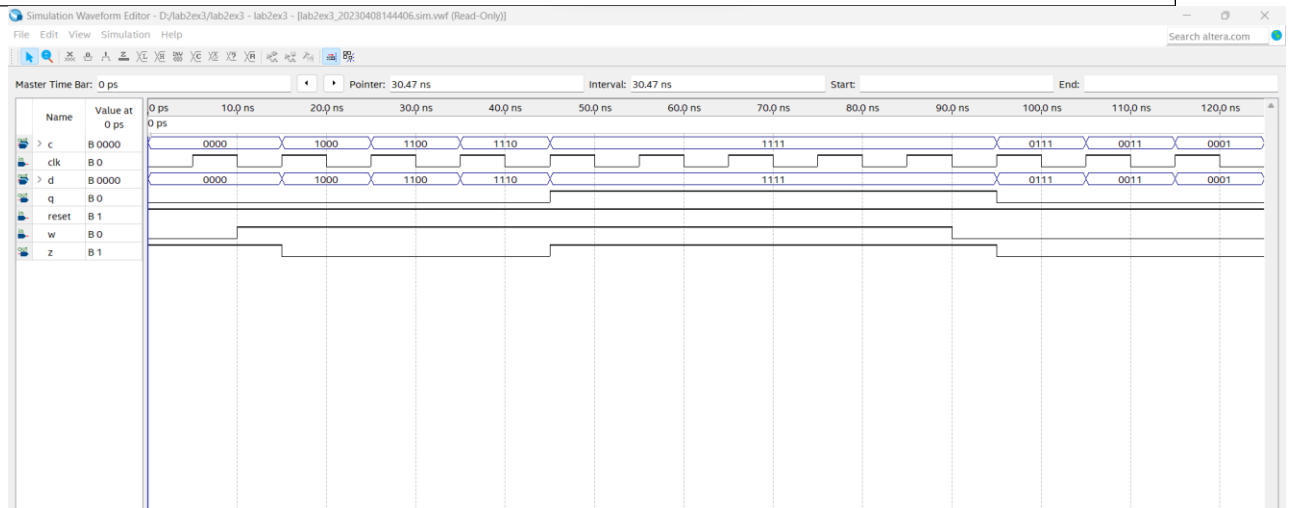 Simulation Waveform Editor - D:/lab2ex3/lab2ex3 - lab2ex3 - [lab2ex3_20230408144406.sim.vwf (Read-Only)]
File Edit View Simulation Help
Search altera.com
Master Time Bar: 0 ps
Pointer: 30.47 ns
Interval: 30.47 ns
Start:
End:
Name
Value at
0 ps
0 ps 10.0 ns 20.0 ns 30.0 ns 40.0 ns 50.0 ns 60.0 ns 70.0 ns 80.0 ns 90.0 ns 100.0 ns 110.0 ns 120.0 ns
0 ps
> c B 0000 0000 1000 1100 1110 1111 0111 0011 0001
clk B 0
> d B 0000 0000 1000 1100 1110 1111 0111 0011 0001
q B 0
reset B 1
w B 0
z B 1